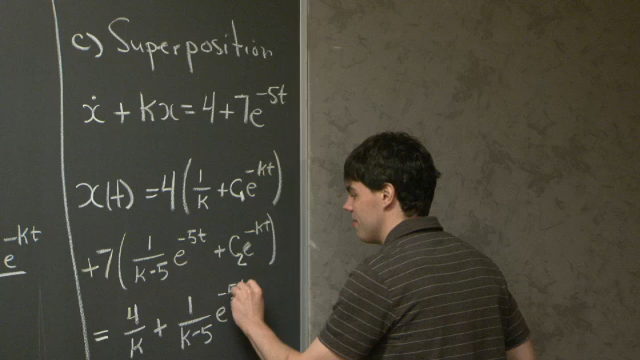 c) Superposition
ẋ + kx = 4 + 7e^{-5t}
x(t) = 4(1/k + C₁e^{-kt})
+ 7(1/(k-5) e^{-5t} + C₂e^{-kt})
e^{-kt}
= 4/k + 1/(k-5) e^{-5